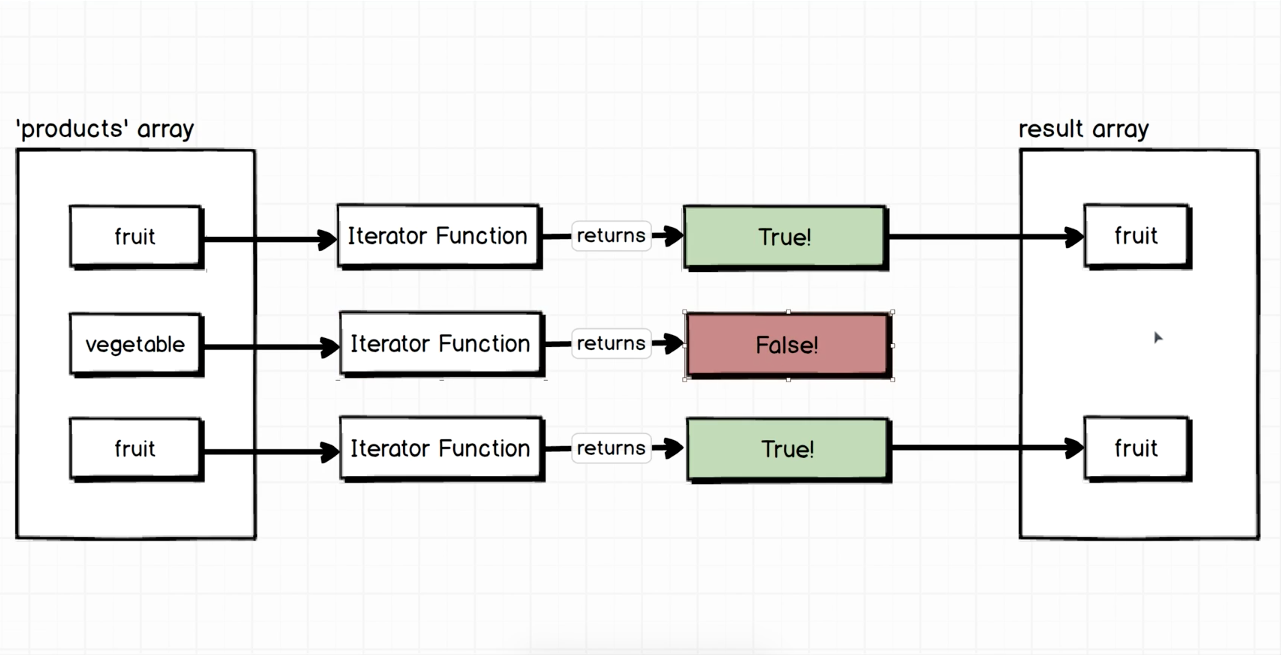 'products' array
result array
fruit
Iterator Function
returns
True!
fruit
vegetable
Iterator Function
returns
False!
fruit
Iterator Function
returns
True!
fruit